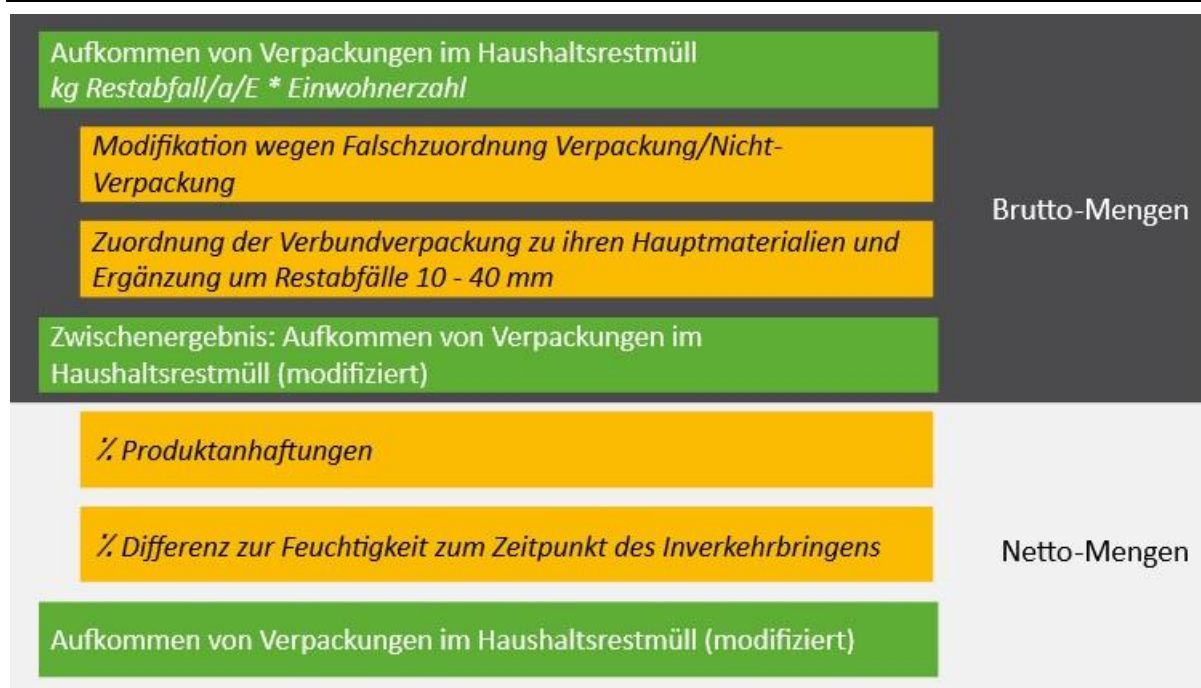 Aufkommen von Verpackungen im Haushaltsrestmüll
kg Restabfall/a/E * Einwohnerzahl
Modifikation wegen Falschzuordnung Verpackung/Nicht-
Verpackung
Zuordnung der Verbundverpackung zu ihren Hauptmaterialien und
Ergänzung um Restabfälle 10 - 40 mm
Zwischenergebnis: Aufkommen von Verpackungen im
Haushaltsrestmüll (modifiziert)
Brutto-Mengen
⁒ Produktanhaftungen
⁒ Differenz zur Feuchtigkeit zum Zeitpunkt des Inverkehrbringens
Aufkommen von Verpackungen im Haushaltsrestmüll (modifiziert)
Netto-Mengen